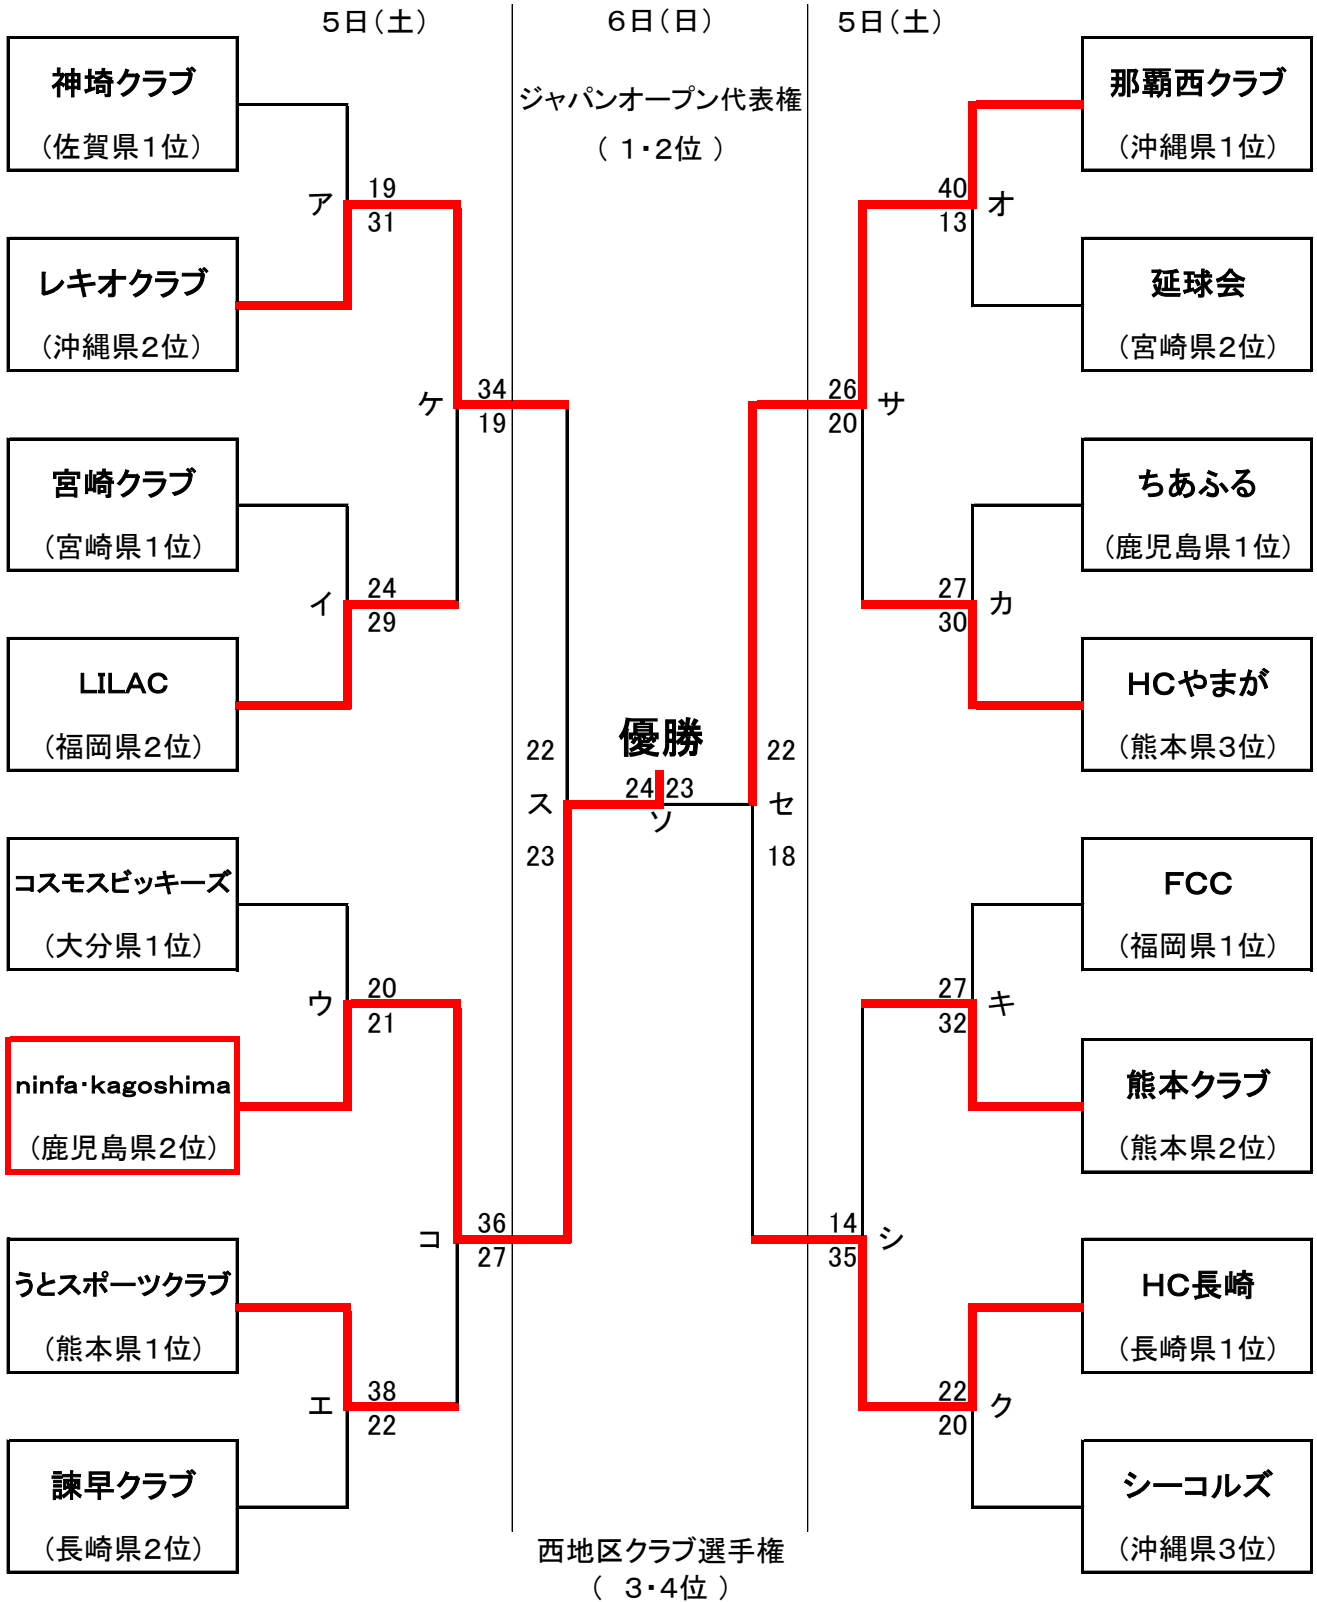 5日(土)
6日(日)
5日(土)
ジャパンオープン代表権
( 1・2位 )
神埼クラブ
(佐賀県1位)
ア
19
31
レキオクラブ
(沖縄県2位)
ケ
34
19
宮崎クラブ
(宮崎県1位)
イ
24
29
LILAC
(福岡県2位)
コスモスビッキーズ
(大分県1位)
ウ
20
21
ninfa・kagoshima
(鹿児島県2位)
コ
36
27
うとスポーツクラブ
(熊本県1位)
エ
38
22
諫早クラブ
(長崎県2位)
22
ス
23
優勝
24 23
ソ
22
セ
18
那覇西クラブ
(沖縄県1位)
40
13
オ
延球会
(宮崎県2位)
26
20
サ
ちあふる
(鹿児島県1位)
27
30
カ
HCやまが
(熊本県3位)
FCC
(福岡県1位)
27
32
キ
熊本クラブ
(熊本県2位)
14
35
シ
HC長崎
(長崎県1位)
22
20
ク
シーコルズ
(沖縄県3位)
西地区クラブ選手権
( 3・4位 )